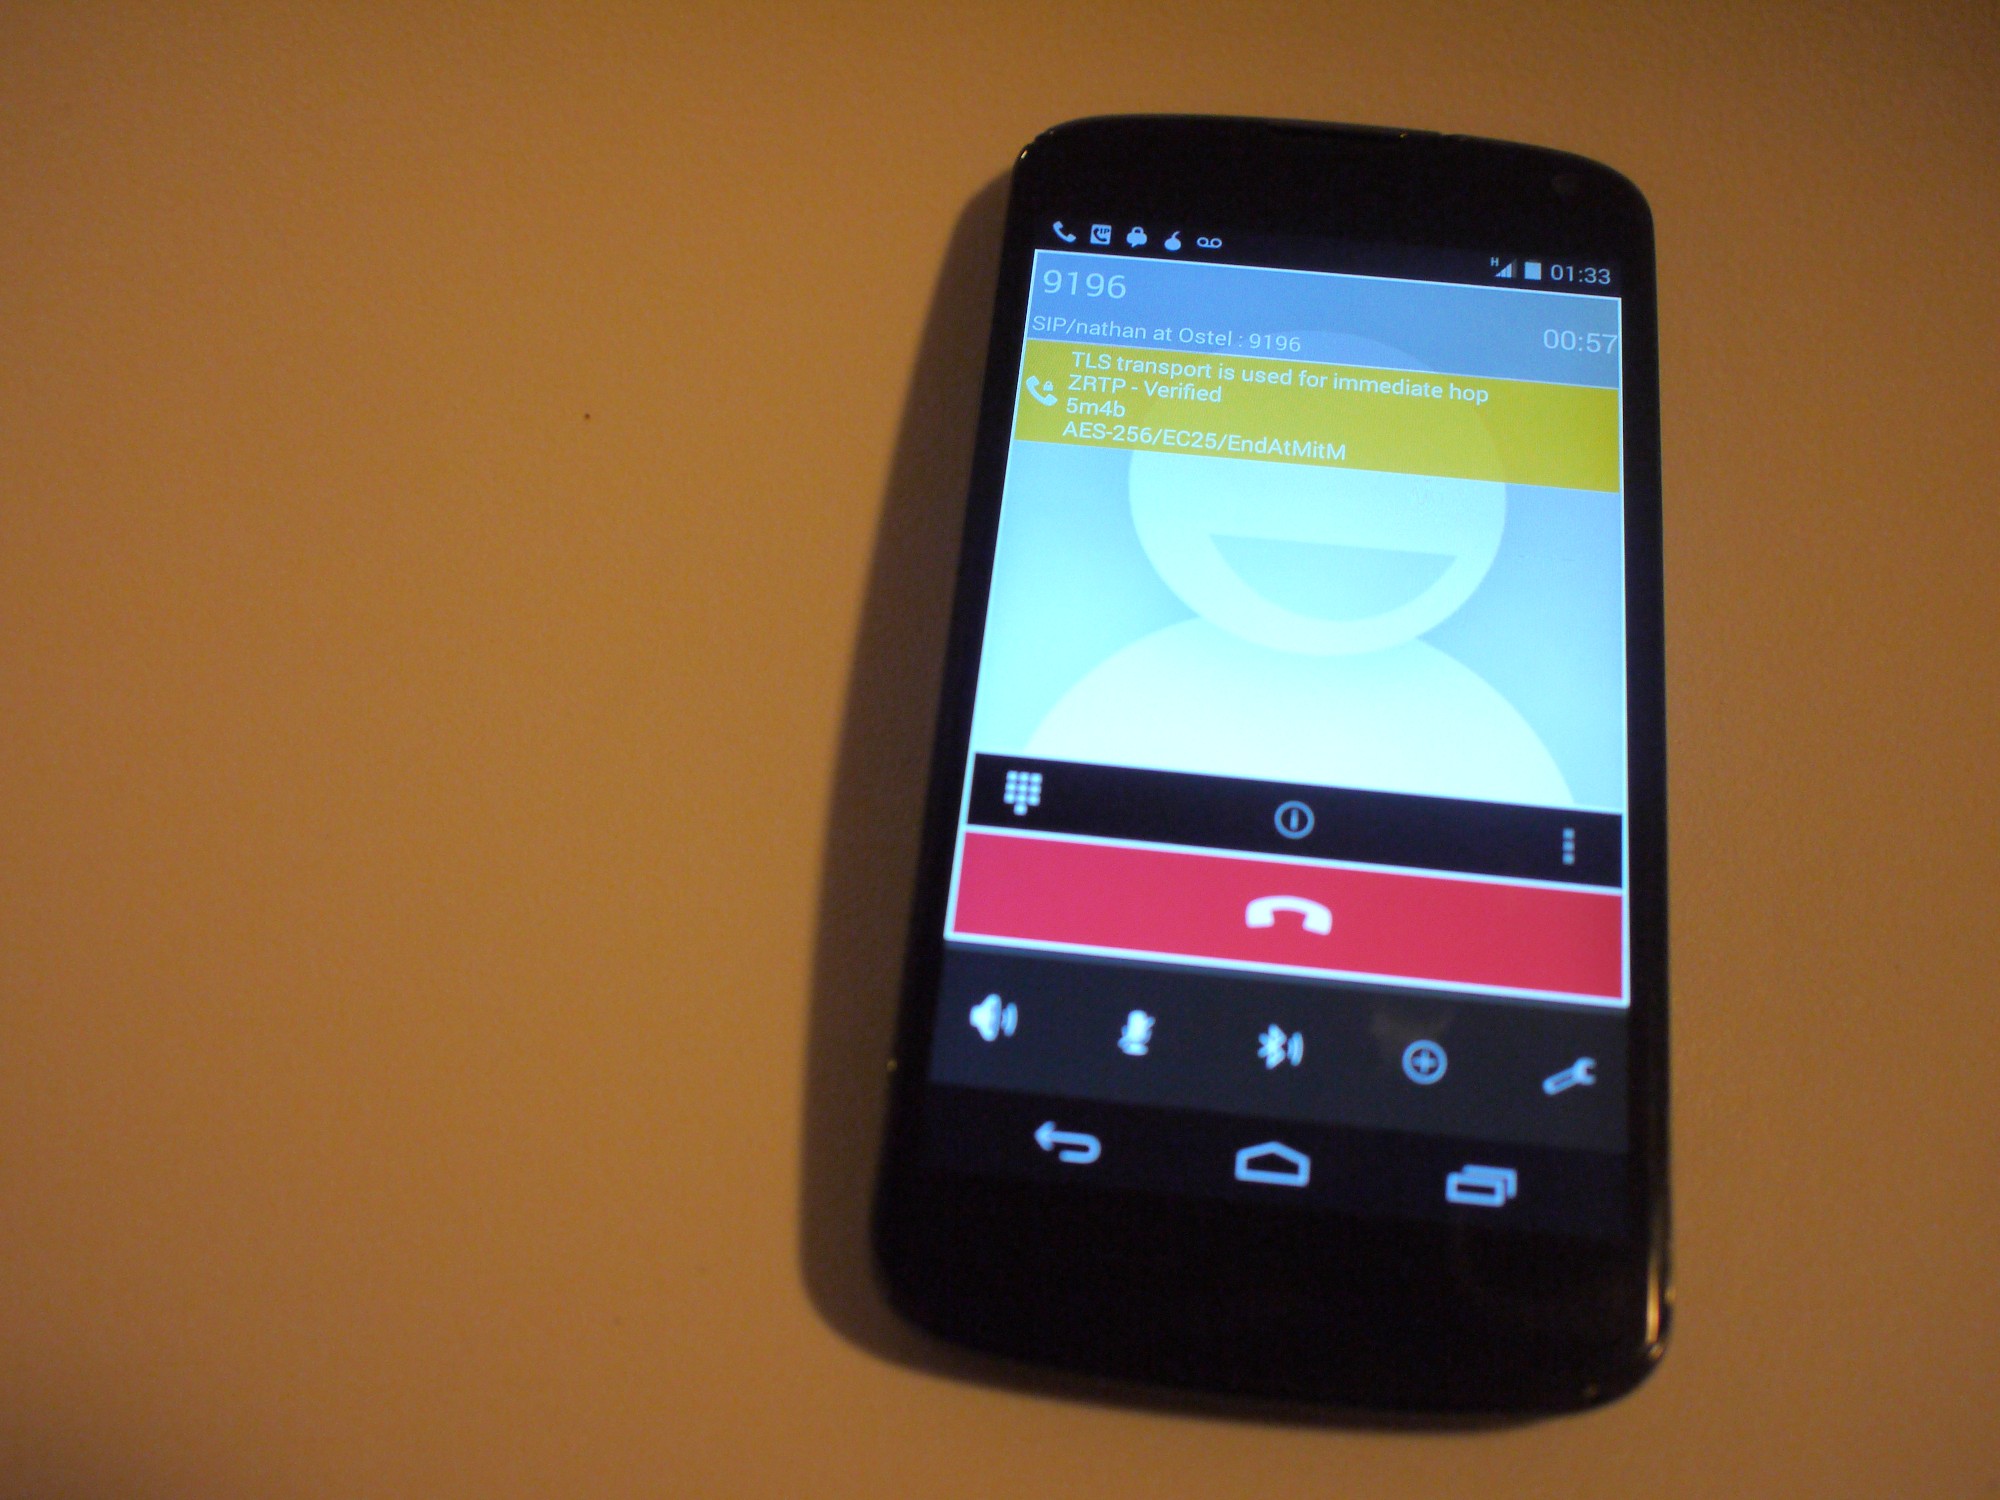 H 01:33
9196
SIP/nathan at Ostel : 9196
00:57
TLS transport is used for immediate hop
ZRTP - Verified
5m4b
AES-256/EC25/EndAtMitM